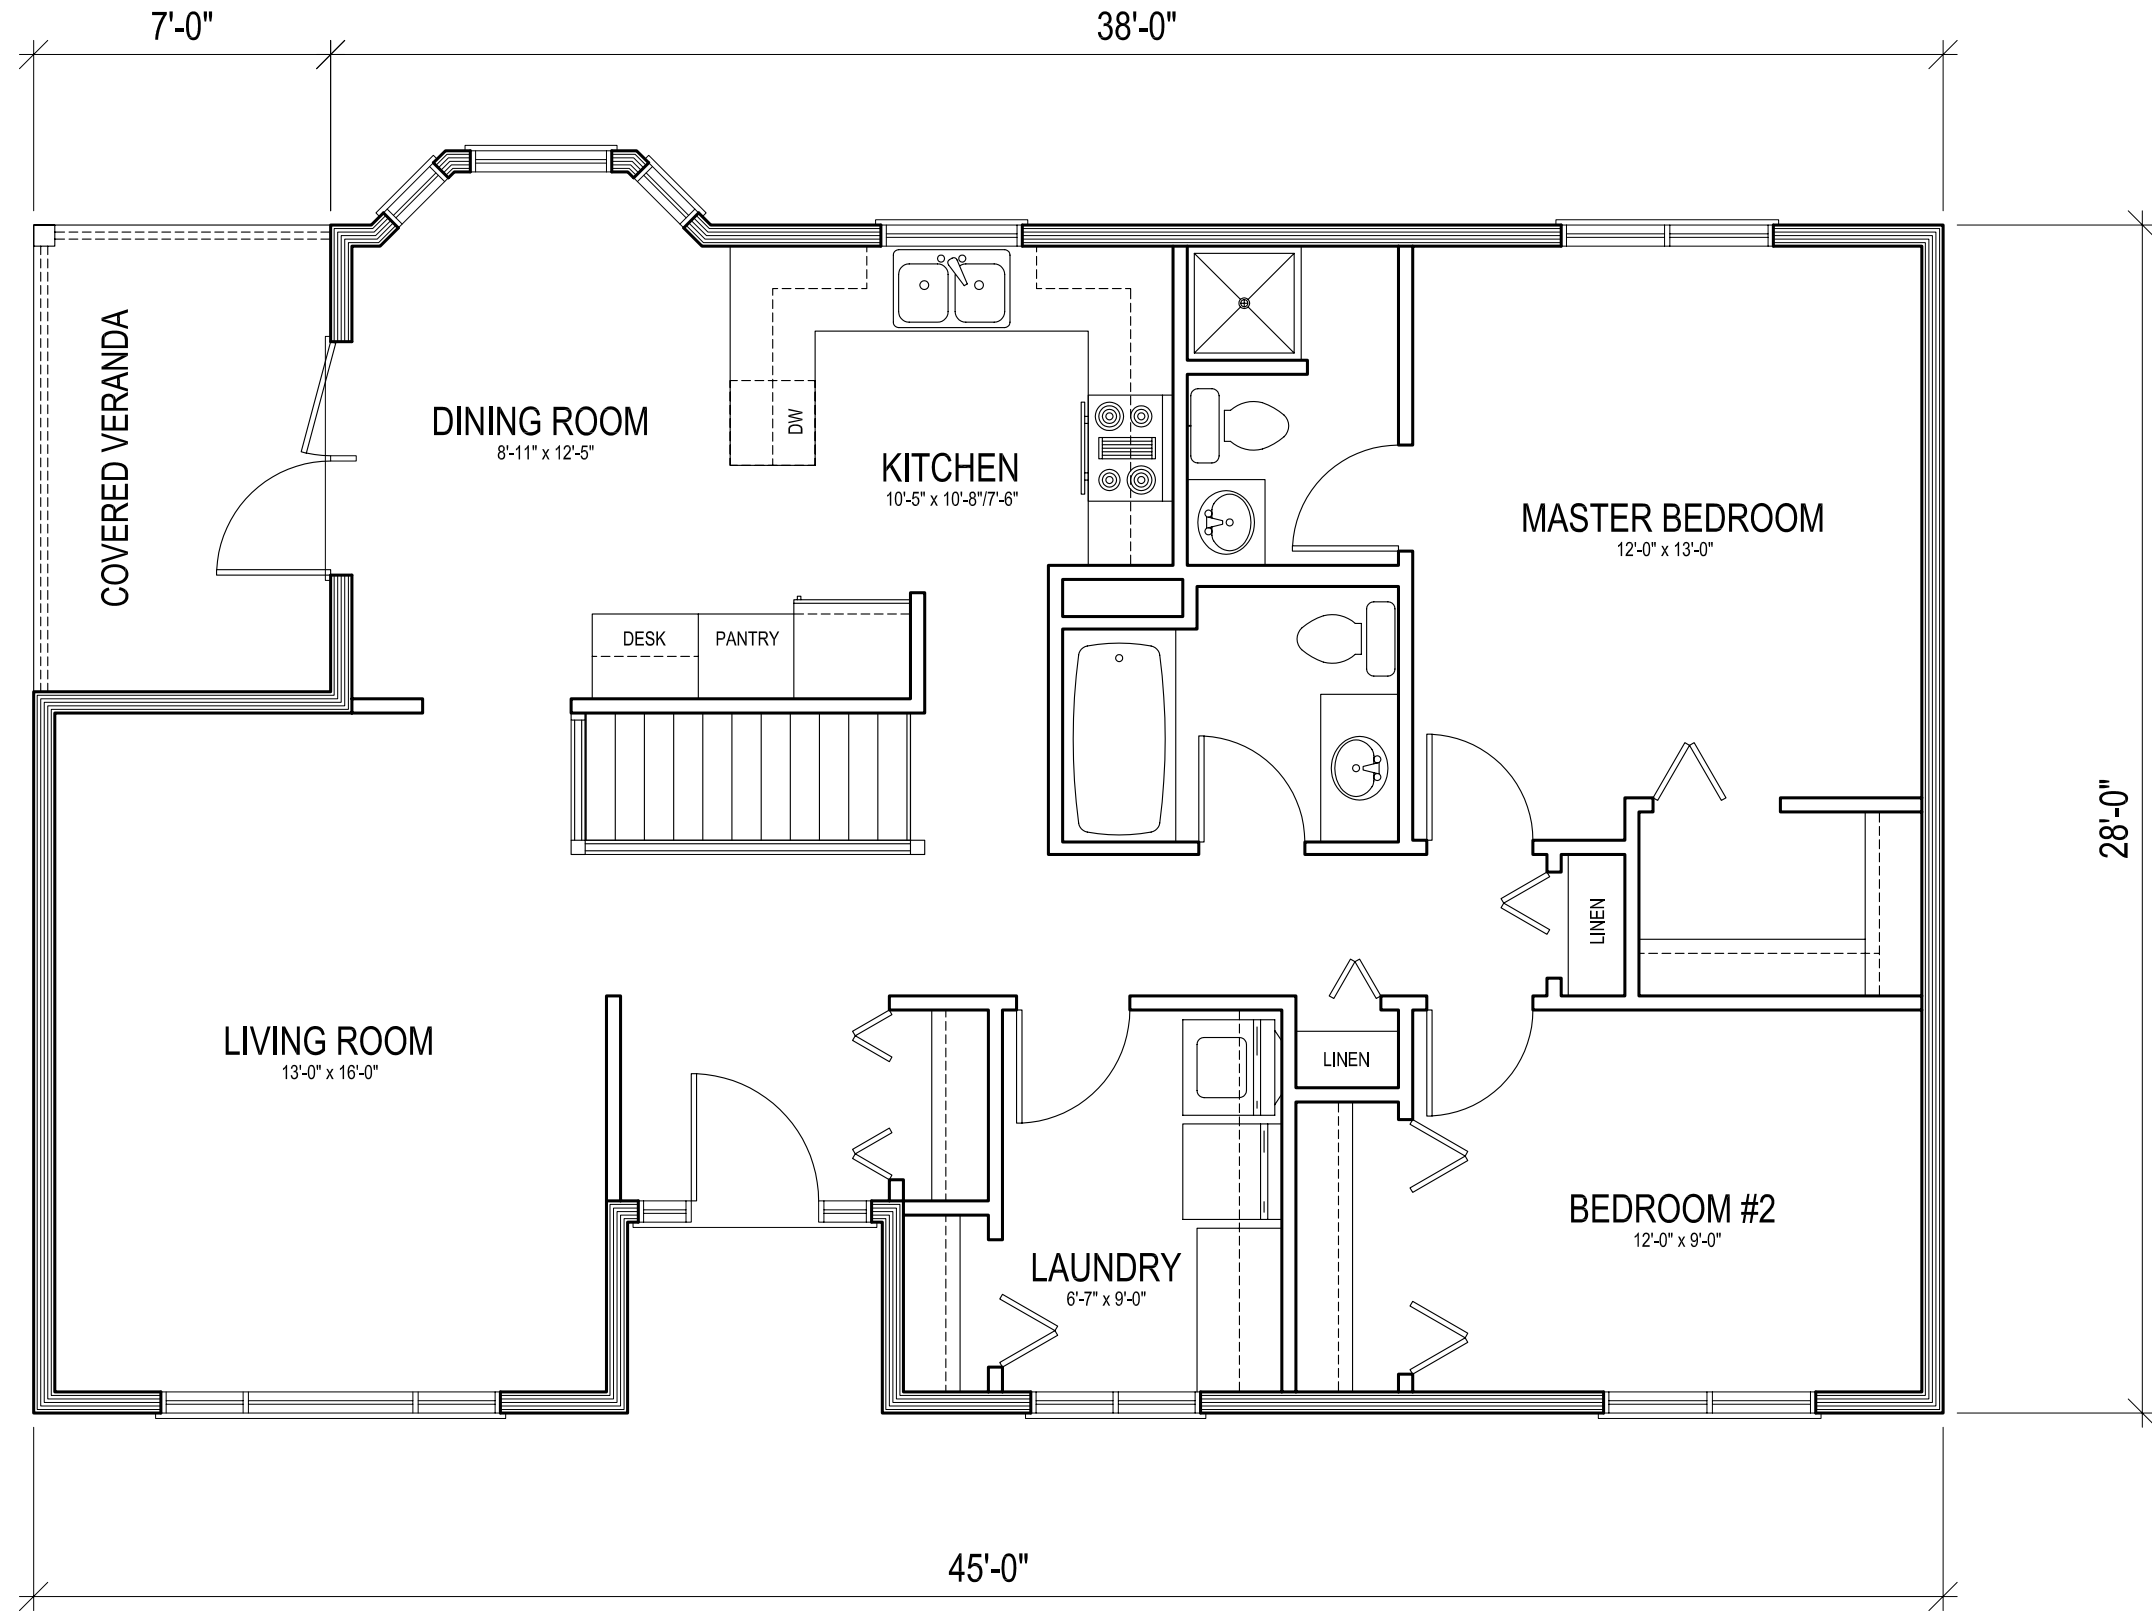 7'-0"
38'-0"
COVERED VERANDA
DINING ROOM
8'-11" x 12'-5"
DW
KITCHEN
10'-5" x 10'-8"/7'-6"
MASTER BEDROOM
12'-0" x 13'-0"
DESK
PANTRY
28'-0"
LINEN
LIVING ROOM
13'-0" x 16'-0"
LINEN
BEDROOM #2
12'-0" x 9'-0"
LAUNDRY
6'-7" x 9'-0"
45'-0"